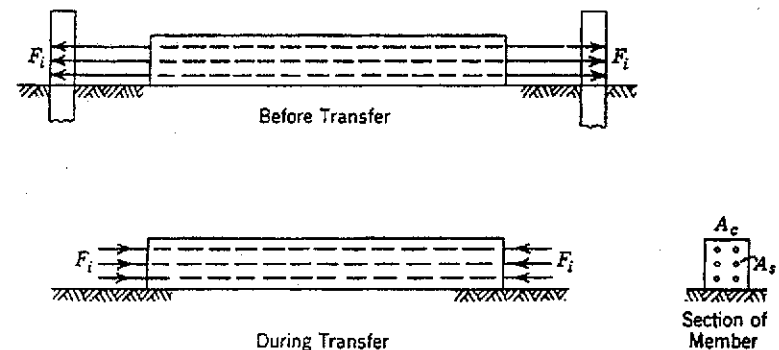 F_i F_i
Before Transfer
F_i F_i
During Transfer
A_c
A_s
Section of
Member